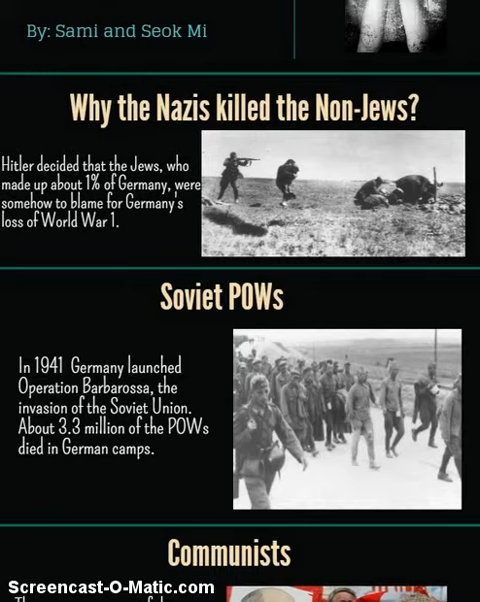 By: Sami and Seok Mi
Why the Nazis killed the Non-Jews?
Hitler decided that the Jews, who
made up about 1% of Germany, were
somehow to blame for Germany's
loss of World War 1.
Soviet POWs
In 1941 Germany launched
Operation Barbarossa, the
invasion of the Soviet Union.
About 3.3 million of the POWs
died in German camps.
Communists
Screencast-O-Matic.com